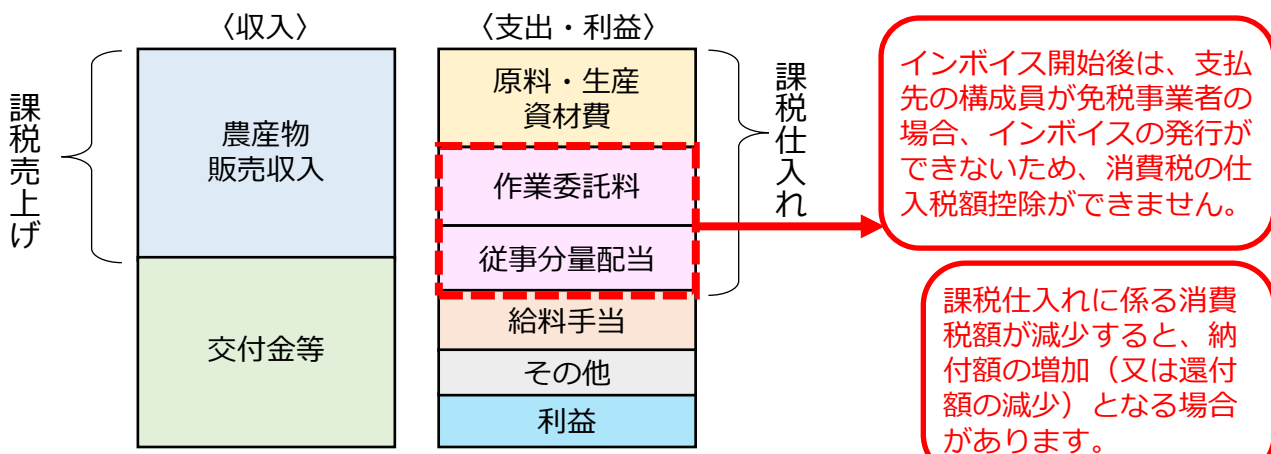 〈収入〉
課税売上げ
農産物
販売収入
交付金等
〈支出・利益〉
原料・生産
資材費
作業委託料
従事分量配当
給料手当
その他
利益
課税仕入れ
インボイス開始後は、支払
先の構成員が免税事業者の
場合、インボイスの発行が
できないため、消費税の仕
入税額控除ができません。
課税仕入れに係る消費
税額が減少すると、納
付額の増加（又は還付
額の減少）となる場合
があります。